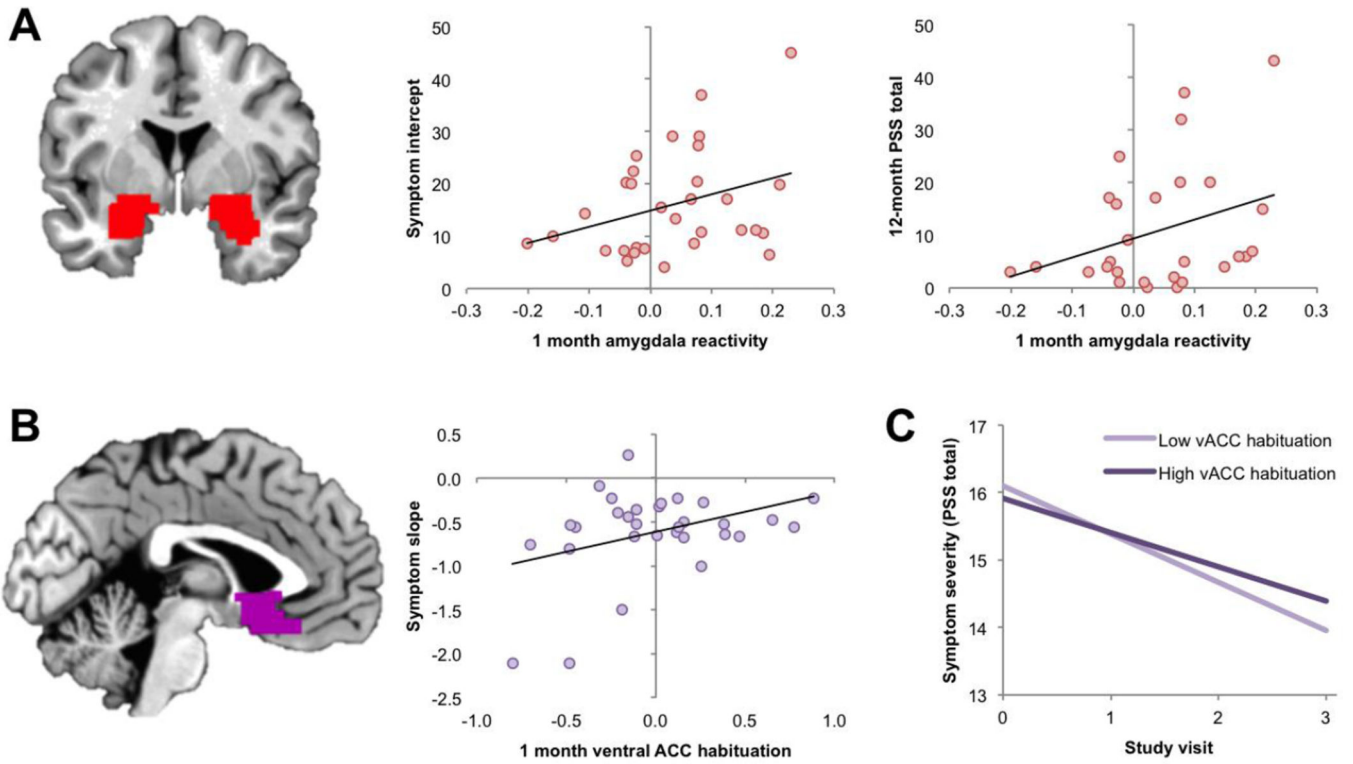 A
Symptom intercept
50
40
30
20
10
0
-0.3 -0.2 -0.1 0.0 0.1 0.2 0.3
1 month amygdala reactivity
12-month PSS total
50
40
30
20
10
0
-0.3 -0.2 -0.1 0.0 0.1 0.2 0.3
1 month amygdala reactivity
B
Symptom slope
0.5
0.0
-0.5
-1.0
-1.5
-2.0
-2.5
-1.0 -0.5 0.0 0.5 1.0
1 month ventral ACC habituation
C
Symptom severity (PSS total)
17
16
15
14
13
Low vACC habituation
High vACC habituation
0 1 2 3
Study visit